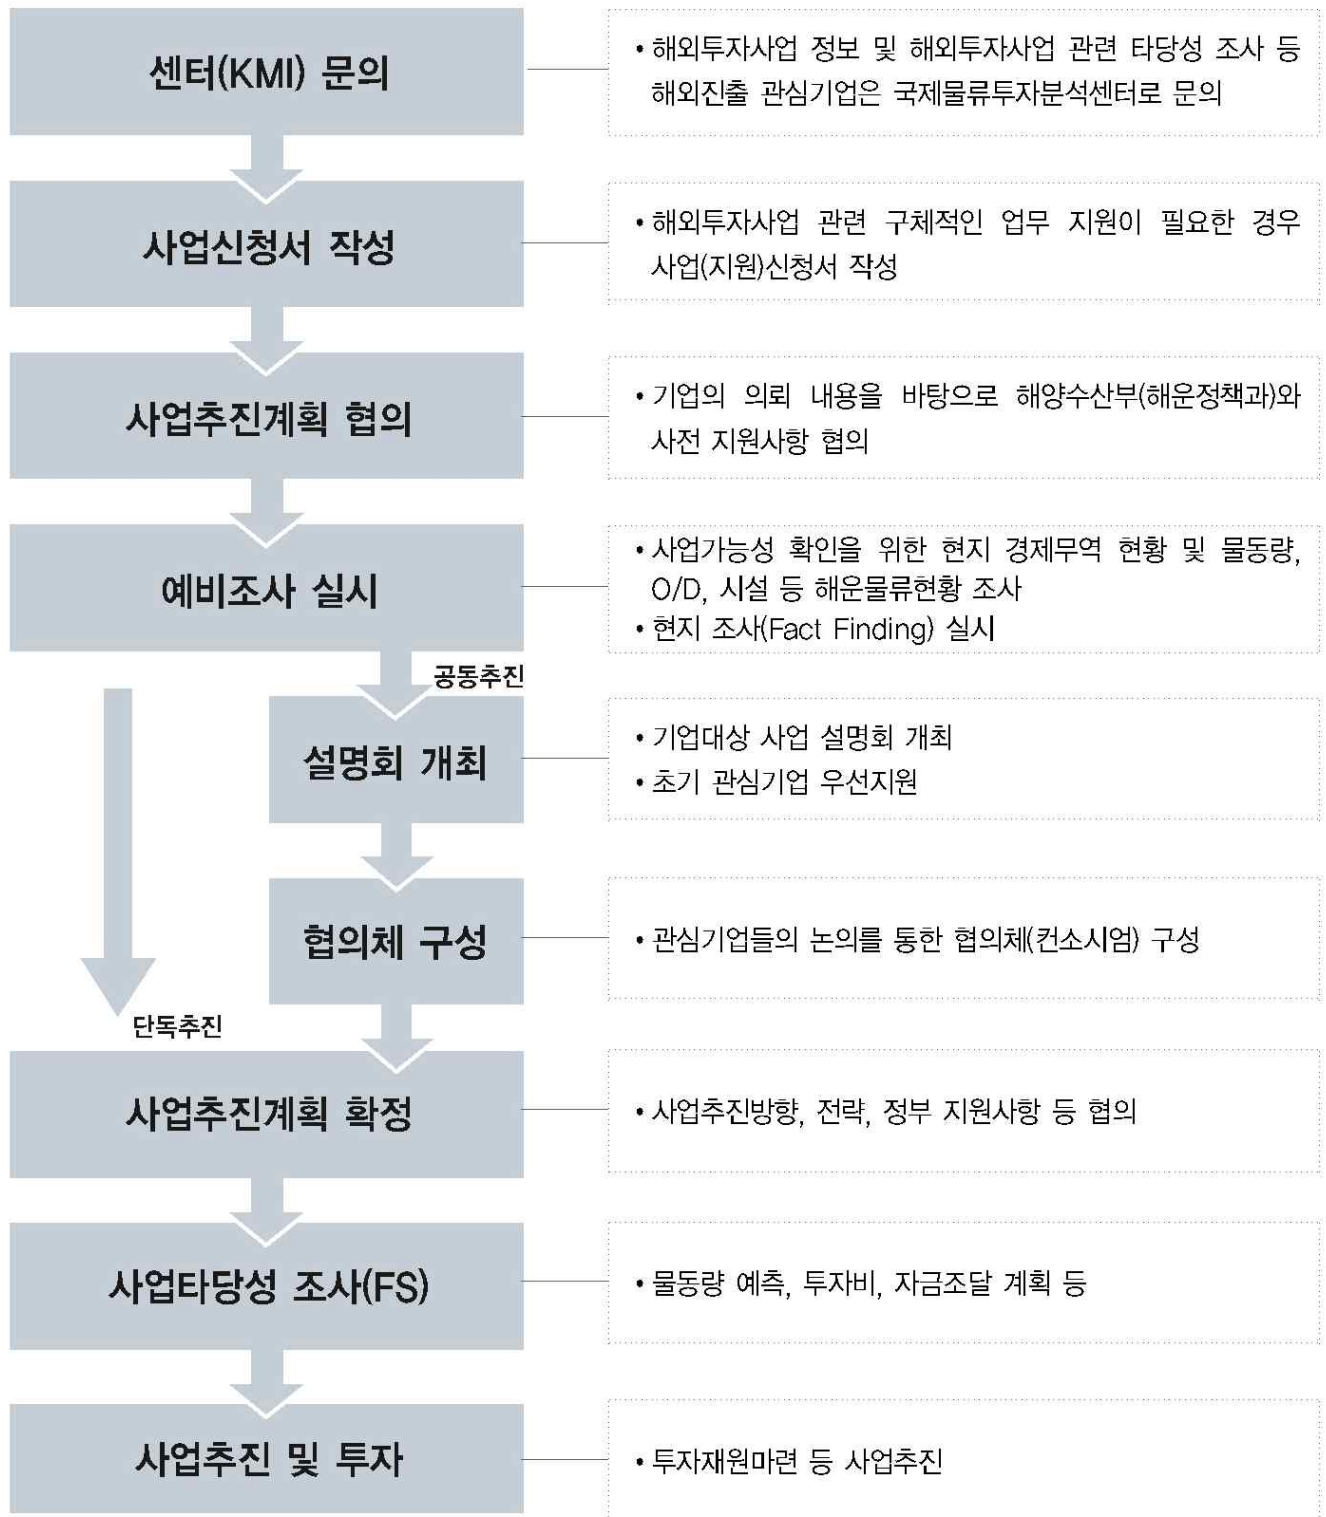 센터(KMI) 문의
• 해외투자사업 정보 및 해외투자사업 관련 타당성 조사 등
해외진출 관심기업은 국제물류투자분석센터로 문의
사업신청서 작성
• 해외투자사업 관련 구체적인 업무 지원이 필요한 경우
사업(지원)신청서 작성
사업추진계획 협의
• 기업의 의뢰 내용을 바탕으로 해양수산부(해운정책과)와
사전 지원사항 협의
예비조사 실시
• 사업가능성 확인을 위한 현지 경제무역 현황 및 물동량,
O/D, 시설 등 해운물류현황 조사
• 현지 조사(Fact Finding) 실시
공동추진
설명회 개최
• 기업대상 사업 설명회 개최
• 초기 관심기업 우선지원
협의체 구성
• 관심기업들의 논의를 통한 협의체(컨소시엄) 구성
단독추진
사업추진계획 확정
• 사업추진방향, 전략, 정부 지원사항 등 협의
사업타당성 조사(FS)
• 물동량 예측, 투자비, 자금조달 계획 등
사업추진 및 투자
• 투자재원마련 등 사업추진